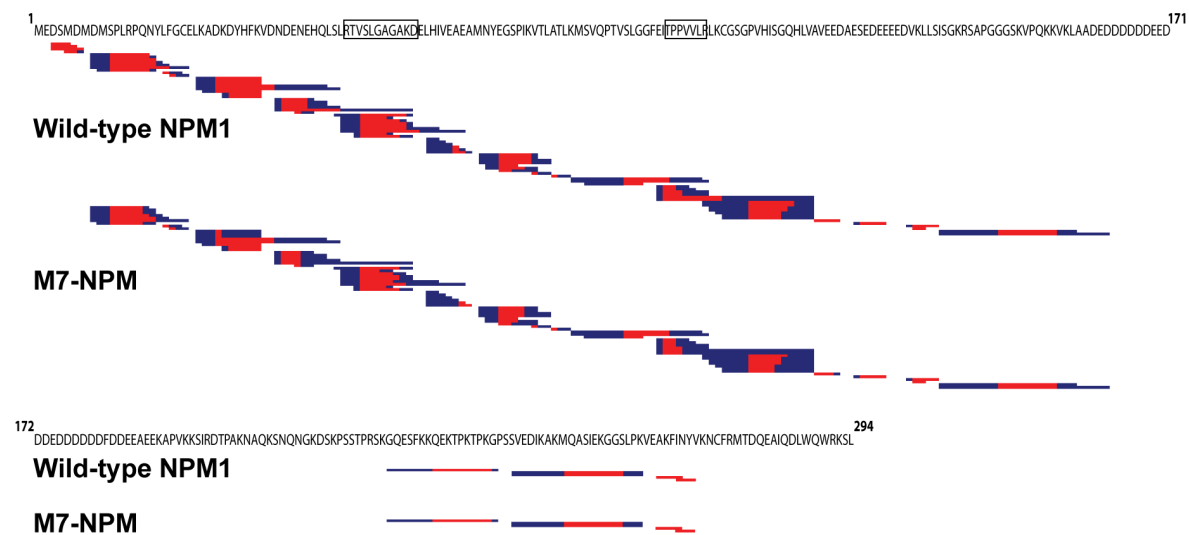 1
MEDSMDMDMSPLRPQNYLFGCELKADKDYHFKVDNDENEHQLSLRTVSLGAGAKDELHIVEAEAMNYEGSPIKVTLATLKMSVQPTVSLGGFEITPPVVLRLKCGSGPVHISGQHLVAVEEDAESEDEEEEDVKLLSISGKRSAPGGGSKVPQKKVKLAADEDDDDDDEED
171
Wild-type NPM1
M7-NPM
172
DDEDDDDDDFDDEEAEEKAPVKKSIRDTPAKNAQKSNQNGKDSKPSSTPRSKGQESFKKQEKTPKTPKGPSSVEDIKAKMQASIEKGGSLPKVEAKFINYVKNCFRMTDQEAIQDLWQWRKSL
294
Wild-type NPM1
M7-NPM